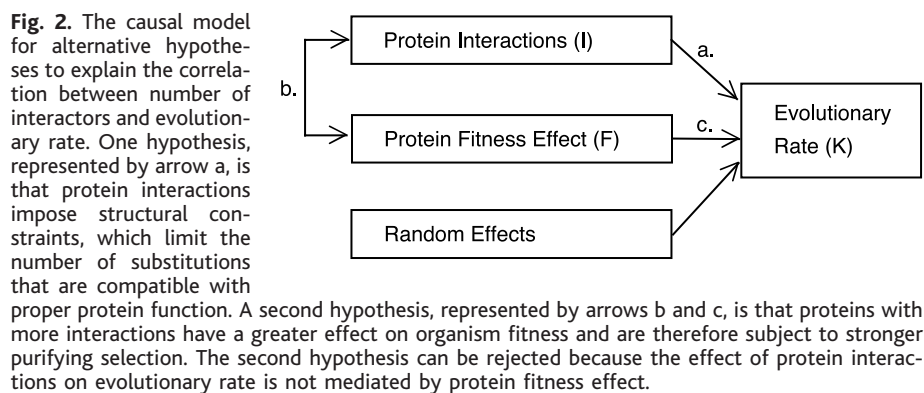 Fig. 2. The causal model
for alternative hypothe-
ses to explain the correla-
tion between number of
interactors and evolution-
ary rate. One hypothesis,
represented by arrow a, is
that protein interactions
impose structural con-
straints, which limit the
number of substitutions
that are compatible with
proper protein function. A second hypothesis, represented by arrows b and c, is that proteins with
more interactions have a greater effect on organism fitness and are therefore subject to stronger
purifying selection. The second hypothesis can be rejected because the effect of protein interac-
tions on evolutionary rate is not mediated by protein fitness effect.
Protein Interactions (I)
a.
b.
Protein Fitness Effect (F)
c.
Evolutionary
Rate (K)
Random Effects